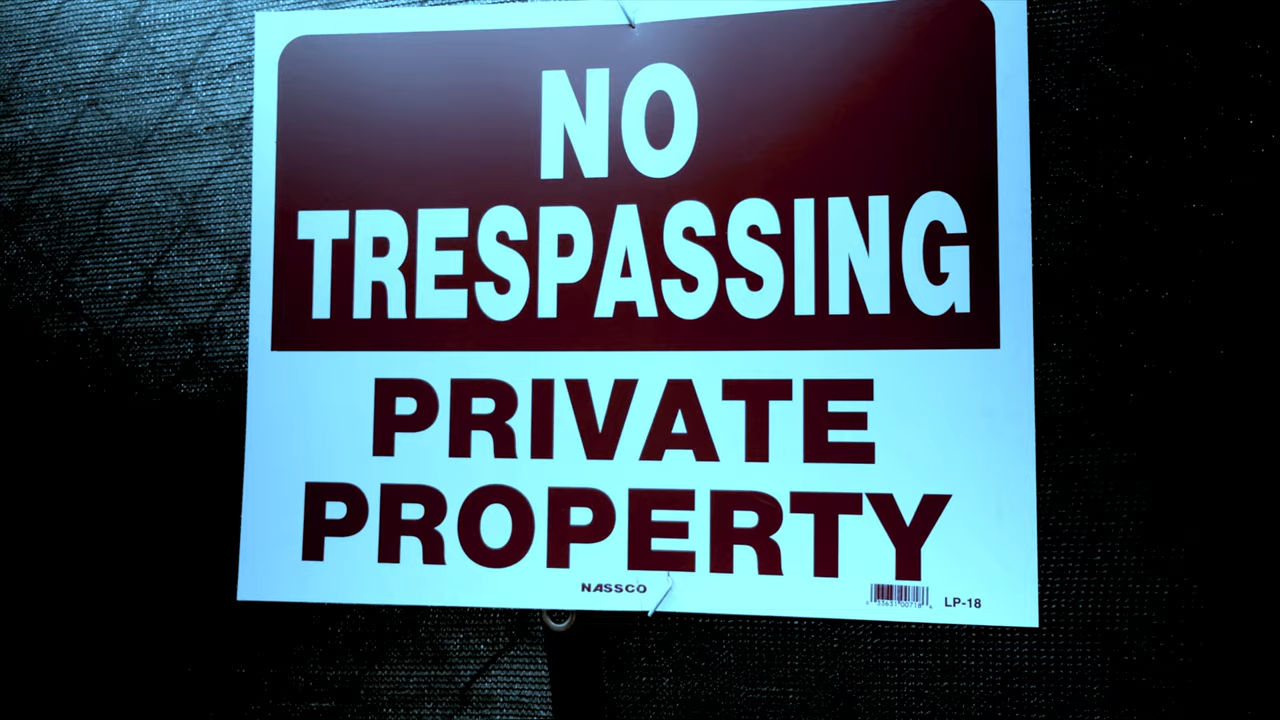 NO
TRESPASSING
PRIVATE
PROPERTY
NASSCO
LP-18